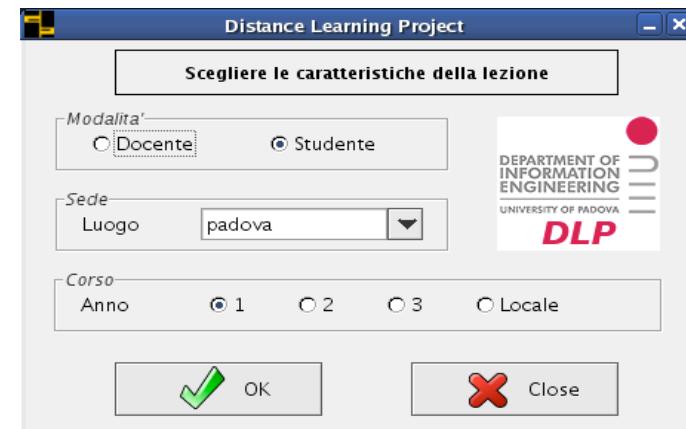 Distance Learning Project
Scegliere le caratteristiche della lezione
Modalita'
Docente Studente
DEPARTMENT OF
INFORMATION
ENGINEERING
UNIVERSITY OF PADOVA
DLP
Sede
Luogo padova
Corso
Anno 1 2 3 Locale
OK Close